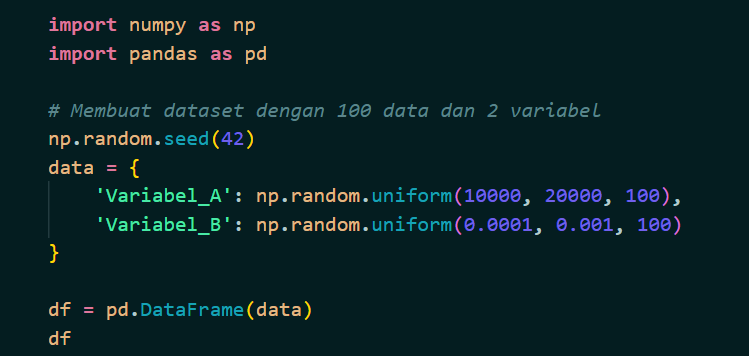 import numpy as np
import pandas as pd
# Membuat dataset dengan 100 data dan 2 variabel
np.random.seed(42)
data = {
    'Variabel_A': np.random.uniform(10000, 20000, 100),
    'Variabel_B': np.random.uniform(0.0001, 0.001, 100)
}
df = pd.DataFrame(data)
df